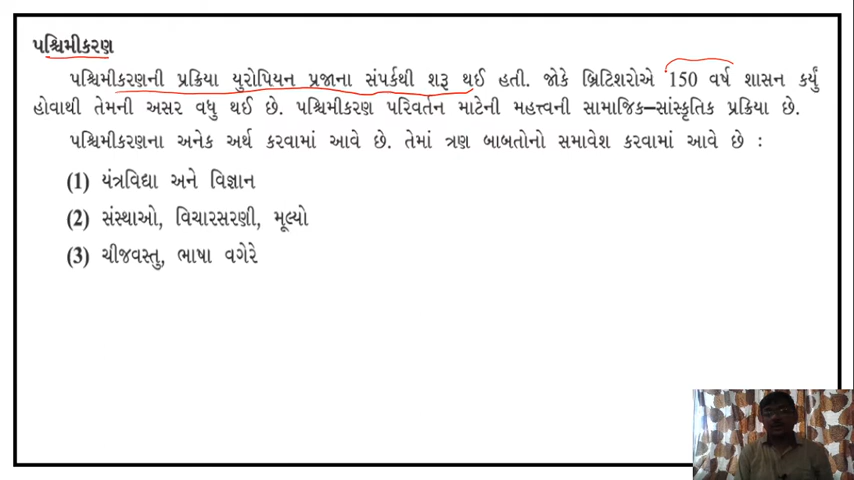 પશ્ચિમીકરણ
પશ્ચિમીકરણની પ્રક્રિયા યુરોપિયન પ્રજાના સંપર્કથી શરૂ થઈ હતી. જોકે બ્રિટિશરોએ 150 વર્ષ શાસન કર્યું
હોવાથી તેમની અસર વધુ થઈ છે. પશ્ચિમીકરણ પરિવર્તન માટેની મહત્ત્વની સામાજિક–સાંસ્કૃતિક પ્રક્રિયા છે.
પશ્ચિમીકરણના અનેક અર્થ કરવામાં આવે છે. તેમાં ત્રણ બાબતોનો સમાવેશ કરવામાં આવે છે :
(1) યંત્રવિદ્યા અને વિજ્ઞાન
(2) સંસ્થાઓ, વિચારસરણી, મૂલ્યો
(3) ચીજવસ્તુ, ભાષા વગેરે